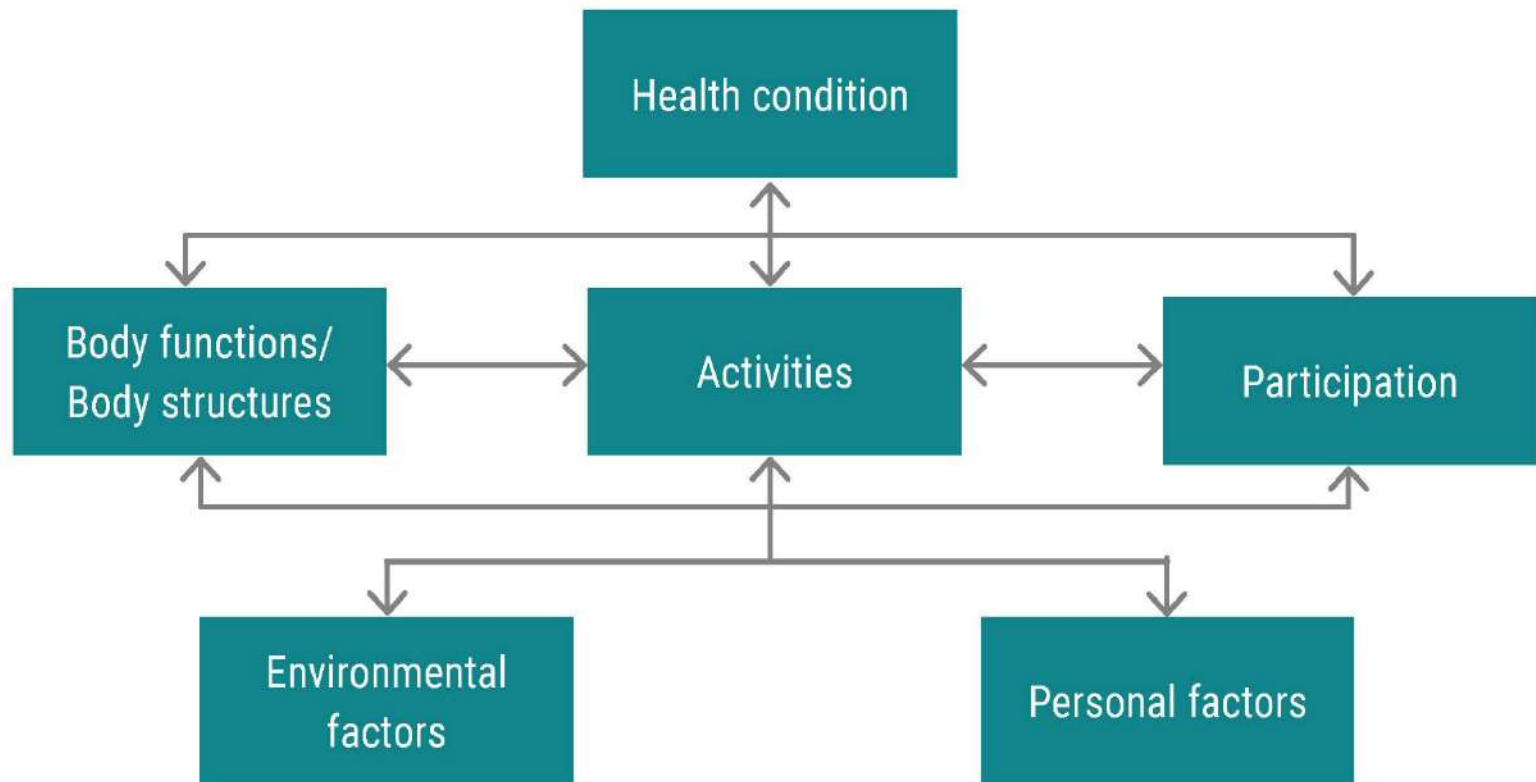 Health condition
Body functions/
Body structures
Activities
Participation
Environmental
factors
Personal factors